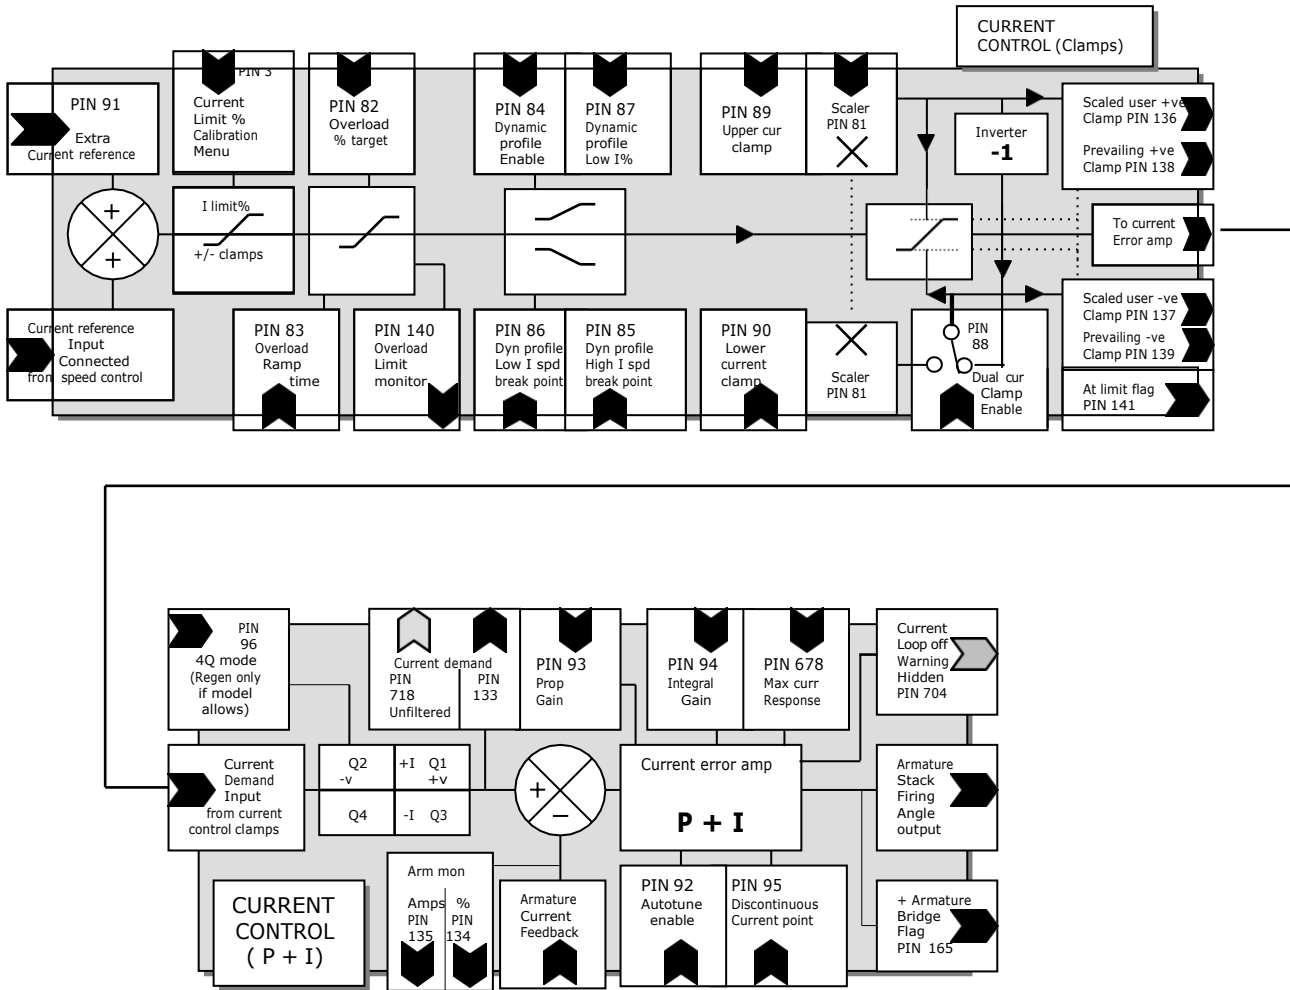 CURRENT
CONTROL (Clamps)
PIN 91
Extra
Current reference
PIN 3
Current
Limit %
Calibration
Menu
PIN 82
Overload
% target
PIN 84
Dynamic
profile
Enable
PIN 87
Dynamic
profile
Low I%
PIN 89
Upper cur
clamp
Scaler
PIN 81
Inverter
-1
Scaled user +ve
Clamp PIN 136
Prevailing +ve
Clamp PIN 138
+
+
I limit%
+/- clamps
To current
Error amp
Current reference
Input
Connected
from speed control
PIN 83
Overload
Ramp
time
PIN 140
Overload
Limit
monitor
PIN 86
Dyn profile
Low I spd
break point
PIN 85
Dyn profile
High I spd
break point
PIN 90
Lower
current
clamp
Scaler
PIN 81
PIN
88
Dual cur
Clamp
Enable
Scaled user -ve
Clamp PIN 137
Prevailing -ve
Clamp PIN 139
At limit flag
PIN 141
PIN
96
4Q mode
(Regen only
if model
allows)
Current demand
PIN
718
Unfiltered
PIN
133
PIN 93
Prop
Gain
PIN 94
Integral
Gain
PIN 678
Max curr
Response
Current
Loop off
Warning
Hidden
PIN 704
Current
Demand
Input
from current
control clamps
Q2
-v
+I Q1
+v
Q4
-I Q3
+
−
Current error amp
P + I
Armature
Stack
Firing
Angle
output
CURRENT
CONTROL
( P + I)
Arm mon
Amps %
PIN
135
PIN
134
Armature
Current
Feedback
PIN 92
Autotune
enable
PIN 95
Discontinuous
Current point
+ Armature
Bridge
Flag
PIN 165